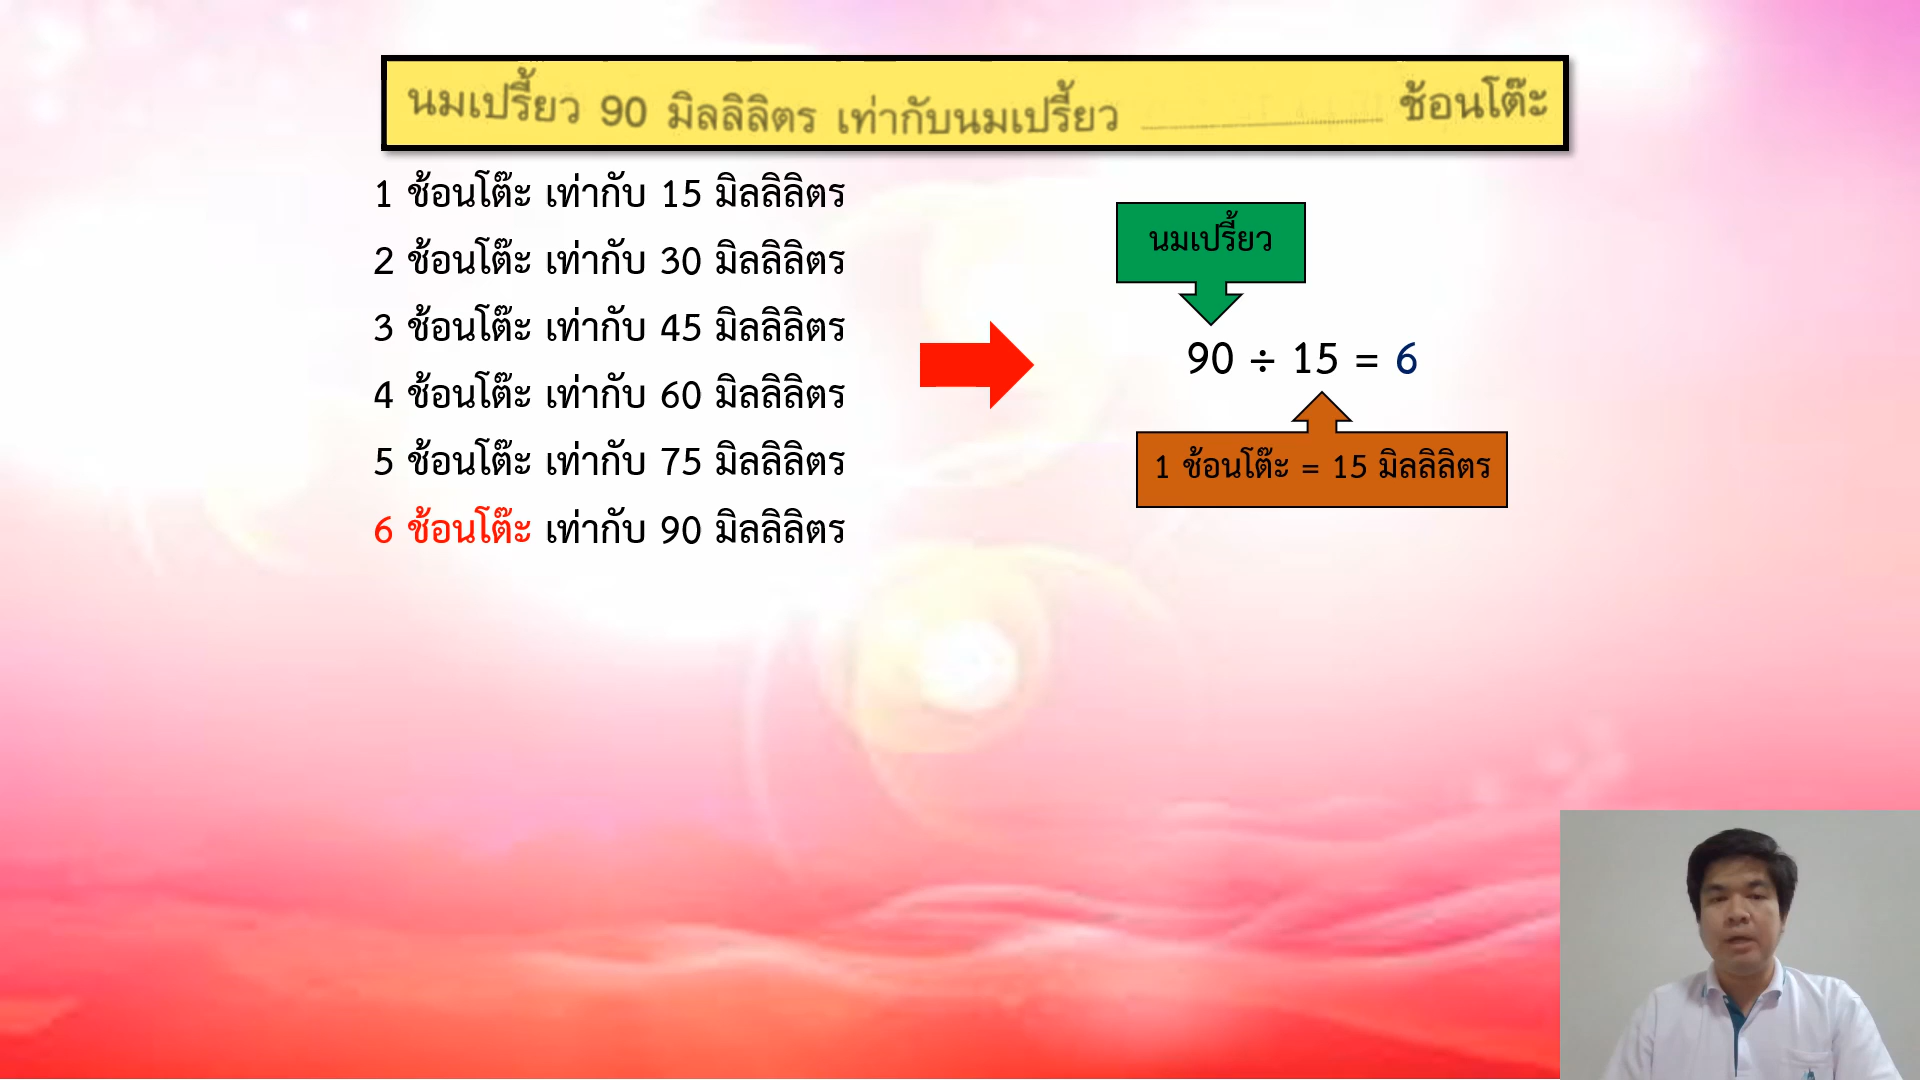 นมเปรี้ยว 90 มิลลิลิตร เท่ากับนมเปรี้ยว ........................ ช้อนโต๊ะ
1 ช้อนโต๊ะ เท่ากับ 15 มิลลิลิตร
2 ช้อนโต๊ะ เท่ากับ 30 มิลลิลิตร
3 ช้อนโต๊ะ เท่ากับ 45 มิลลิลิตร
4 ช้อนโต๊ะ เท่ากับ 60 มิลลิลิตร
5 ช้อนโต๊ะ เท่ากับ 75 มิลลิลิตร
6 ช้อนโต๊ะ เท่ากับ 90 มิลลิลิตร
นมเปรี้ยว
90 ÷ 15 = 6
1 ช้อนโต๊ะ = 15 มิลลิลิตร